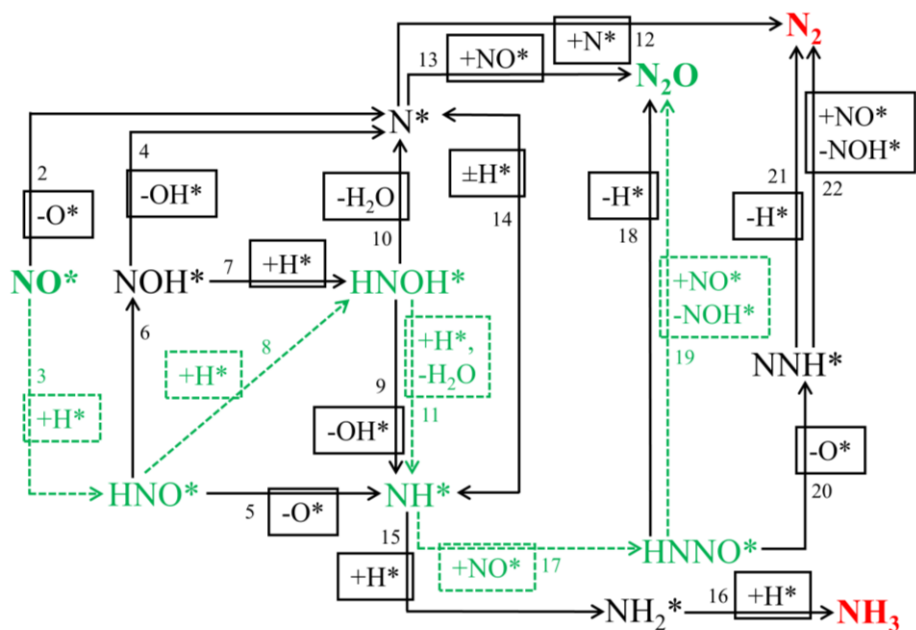 N₂
+N* 12
13 +NO*
N₂O
N*
+NO*
-NOH*
22
2
4
±H*
14
21
-O*
-OH*
-H₂O
10
-H*
18
-H*
NO*
NOH*
7
+H*
HNOH*
+NO*
-NOH*
19
6
8
+H*
+H*,
-H₂O
11
9
NNH*
3
+H*
-OH*
-O*
20
HNO*
5
-O*
NH*
15
+NO*
17
HNNO*
+H*
NH₂*
16
+H*
NH₃